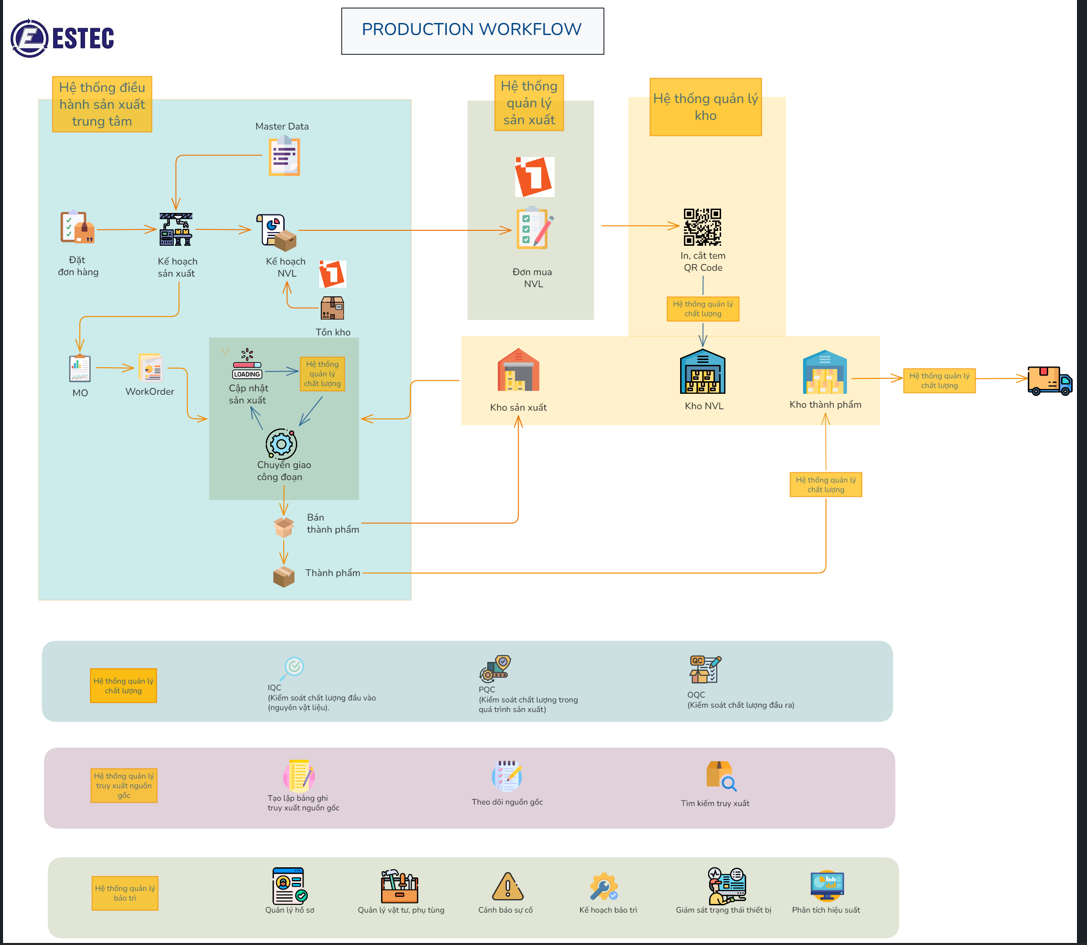 ESTEC
PRODUCTION WORKFLOW
Hệ thống điều
hành sản xuất
trung tâm
Hệ thống
quản lý
sản xuất
Hệ thống quản lý
kho
Master Data
Đặt
đơn hàng
Kế hoạch
sản xuất
Kế hoạch
NVL
Đơn mua
NVL
In, cắt tem
QR Code
Hệ thống quản lý
chất lượng
Tồn kho
MO
WorkOrder
V
LOADING
Cập nhật
sản xuất
Hệ thống
quản lý
chất lượng
Chuyển giao
công đoạn
Kho sản xuất
Kho NVL
Kho thành phẩm
Hệ thống quản lý
chất lượng
Hệ thống quản lý
chất lượng
Bán
thành phẩm
Thành phẩm
Hệ thống quản lý
chất lượng
IQC
(Kiểm soát chất lượng đầu vào
(nguyên vật liệu).
PQC
(Kiểm soát chất lượng trong
quá trình sản xuất)
OQC
(Kiểm soát chất lượng đầu ra)
Hệ thống quản lý
truy xuất nguồn
gốc
Tạo lập bảng ghi
truy xuất nguồn gốc
Theo dõi nguồn gốc
Tìm kiếm truy xuất
Hệ thống quản lý
bảo trì
Quản lý hồ sơ
Quản lý vật tư, phụ tùng
Cảnh báo sự cố
Kế hoạch bảo trì
Giám sát trạng thái thiết bị
Phân tích hiệu suất